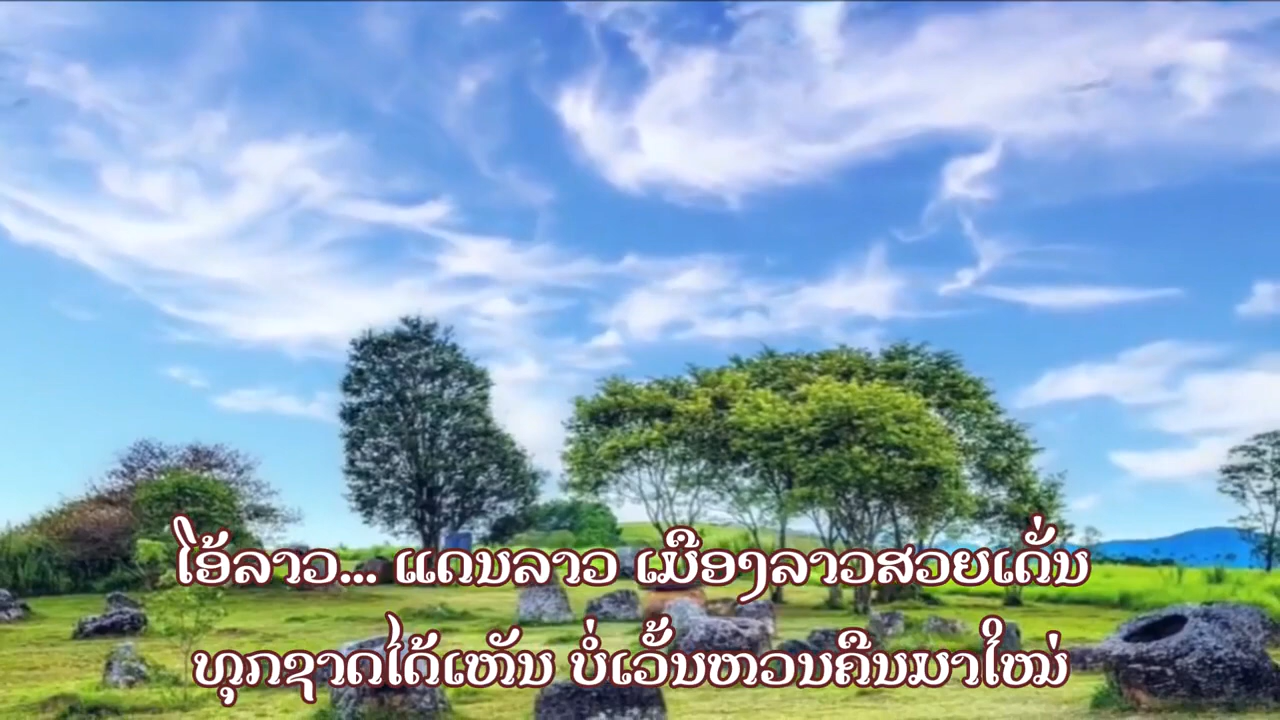 ໄອ້ລາວ... ແດນລາວ ເມືອງລາວສວຍເດັ່ນ
ທຸກຊາດໄດ້ເຫັນ ບໍ່ເວັ້ນຫວນຄືນມາໃໝ່